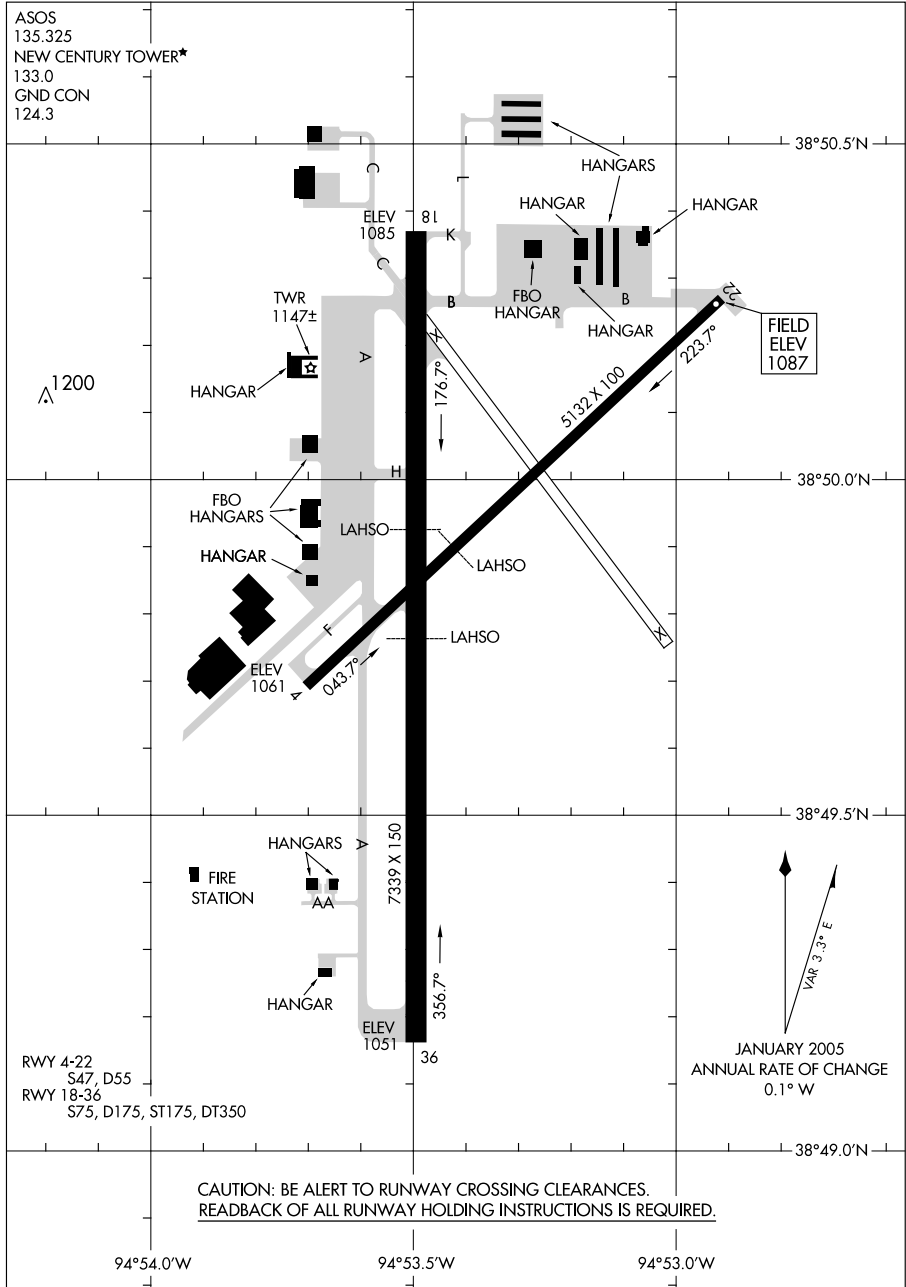 ASOS
135.325
NEW CENTURY TOWER★
133.0
GND CON
124.3
38°50.5'N
HANGARS
C
L
HANGAR
HANGAR
ELEV
1085
18
K
C
FBO
HANGAR
B
B
HANGAR
22
TWR
1147±
FIELD
ELEV
1087
A
X
176.7°
223.7°
1200
HANGAR
5132 X 100
H
38°50.0'N
FBO
HANGARS
LAHSO
LAHSO
HANGAR
F
LAHSO
X
ELEV
1061
4
043.7°
38°49.5'N
7339 X 150
A
HANGARS
FIRE
STATION
AA
VAR 3.3° E
356.7°
HANGAR
ELEV
1051
36
JANUARY 2005
ANNUAL RATE OF CHANGE
0.1° W
RWY 4-22
S47, D55
RWY 18-36
S75, D175, ST175, DT350
38°49.0'N
CAUTION: BE ALERT TO RUNWAY CROSSING CLEARANCES.
READBACK OF ALL RUNWAY HOLDING INSTRUCTIONS IS REQUIRED.
94°54.0'W
94°53.5'W
94°53.0'W